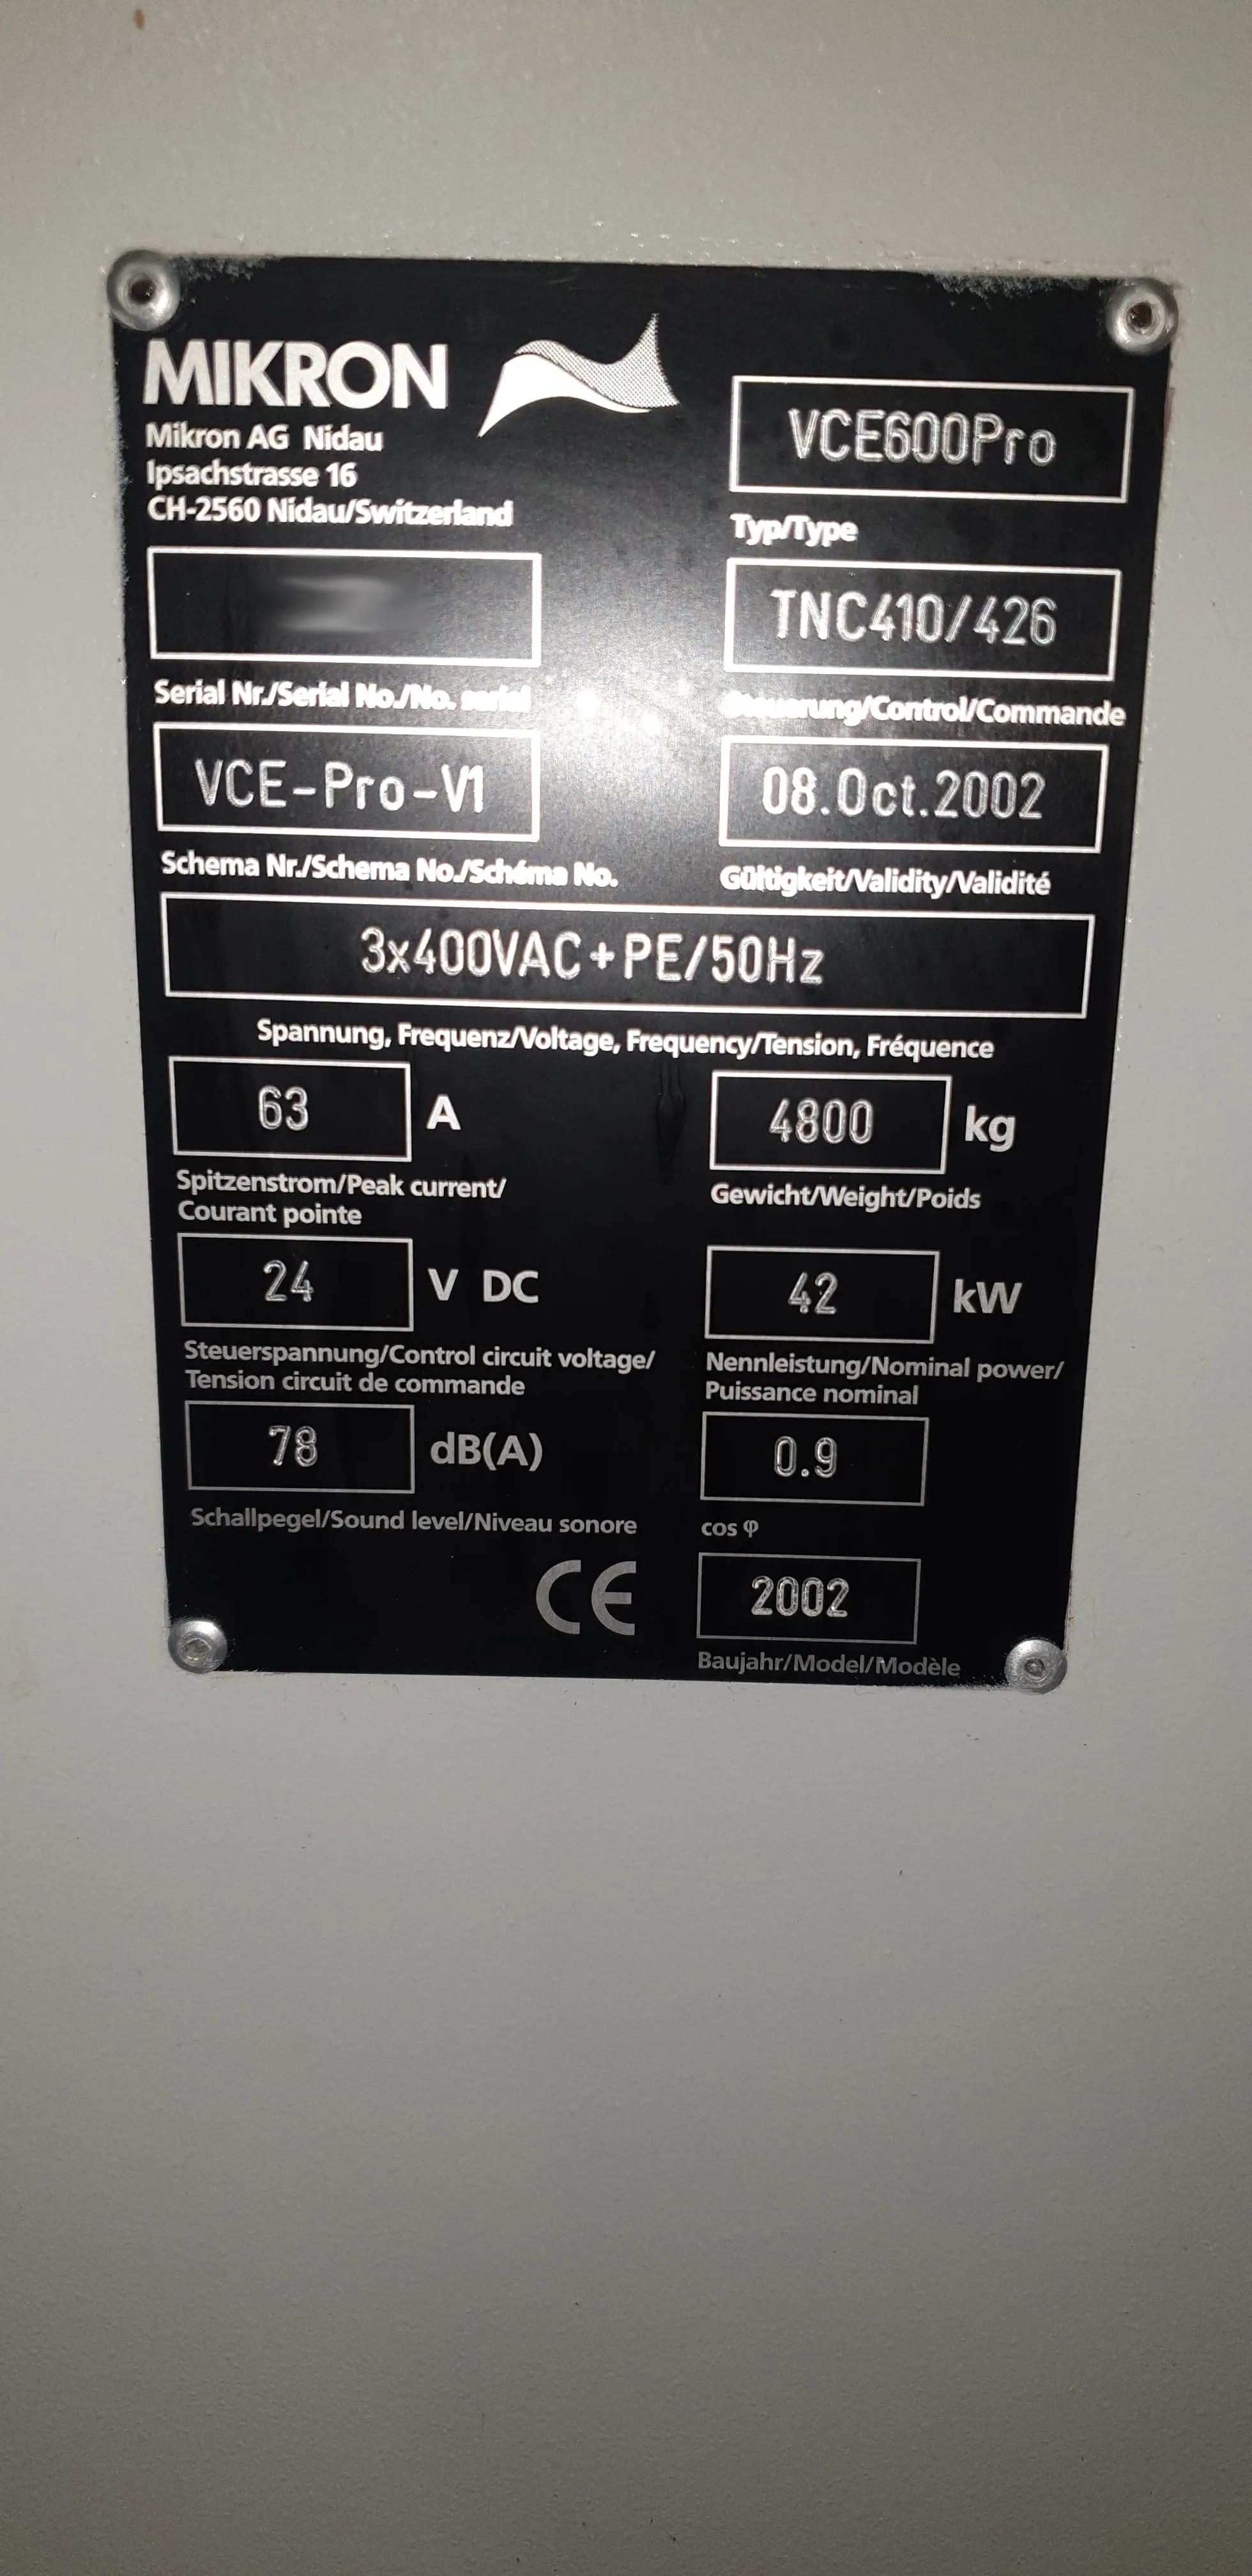 MIKRON
Mikron AG Nidau
Ipsachstrasse 16
CH-2560 Nidau/Switzerland
VCE600Pro
Typ/Type
TNC410/426
Serial Nr./Serial No./No. serial
Steuerung/Control/Commande
VCE-Pro-V1
08.Oct.2002
Schema Nr./Schema No./Schéma No.
Gültigkeit/Validity/Validité
3x400VAC+PE/50Hz
Spannung, Frequenz/Voltage, Frequency/Tension, Fréquence
63 A
4800 kg
Spitzenstrom/Peak current/
Courant pointe
Gewicht/Weight/Poids
24 V DC
42 kW
Steuerspannung/Control circuit voltage/
Tension circuit de commande
Nennleistung/Nominal power/
Puissance nominal
78 dB(A)
0.9
Schallpegel/Sound level/Niveau sonore
cos φ
CE
2002
Baujahr/Model/Modèle